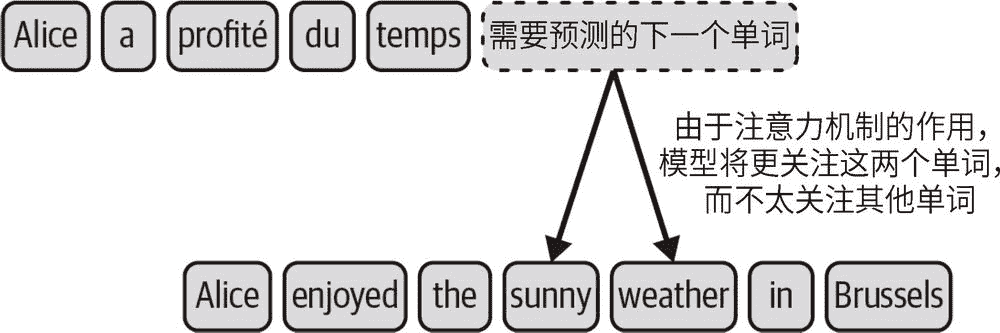 Alice a profité du temps 需要预测的下一个单词
由于注意力机制的作用，
模型将更关注这两个单词，
而不太关注其他单词
Alice enjoyed the sunny weather in Brussels